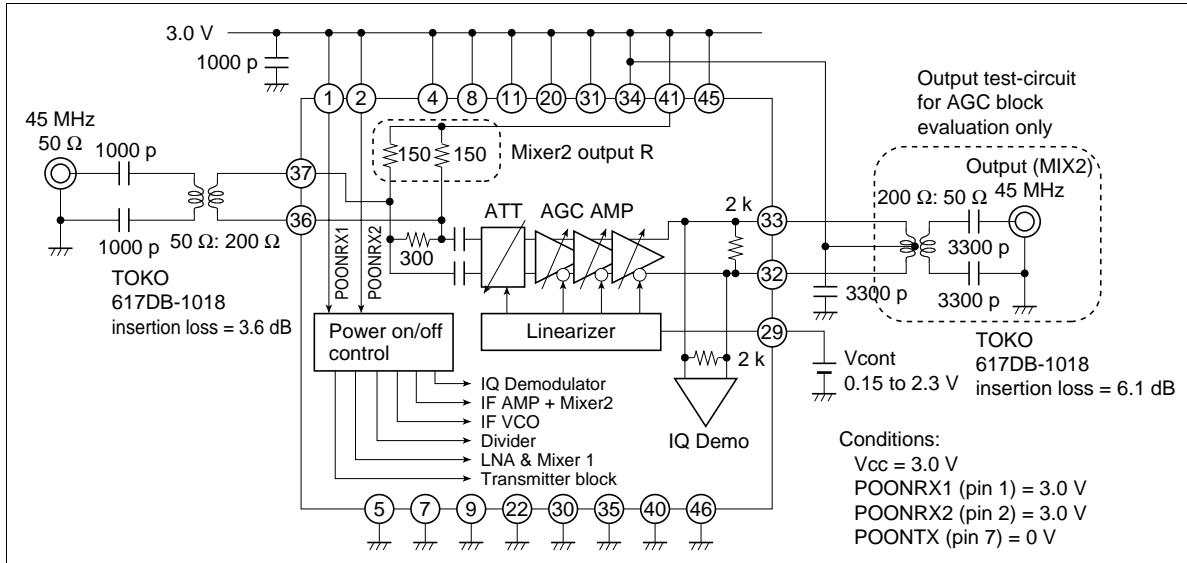 3.0 V
1000 p
1
2
4
8
11
20
31
34
41
45
Output test-circuit
for AGC block
evaluation only
45 MHz
50 Ω
1000 p
1000 p
50 Ω: 200 Ω
TOKO
617DB-1018
insertion loss = 3.6 dB
37
36
150
150
Mixer2 output R
300
ATT
AGC AMP
2 k
33
32
200 Ω: 50 Ω
Output (MIX2)
45 MHz
3300 p
3300 p
3300 p
TOKO
617DB-1018
insertion loss = 6.1 dB
POONRX1
POONRX2
Power on/off
control
Linearizer
29
Vcont
0.15 to 2.3 V
2 k
IQ Demo
IQ Demodulator
IF AMP + Mixer2
IF VCO
Divider
LNA & Mixer 1
Transmitter block
5
7
9
22
30
35
40
46
Conditions:
Vcc = 3.0 V
POONRX1 (pin 1) = 3.0 V
POONRX2 (pin 2) = 3.0 V
POONTX (pin 7) = 0 V